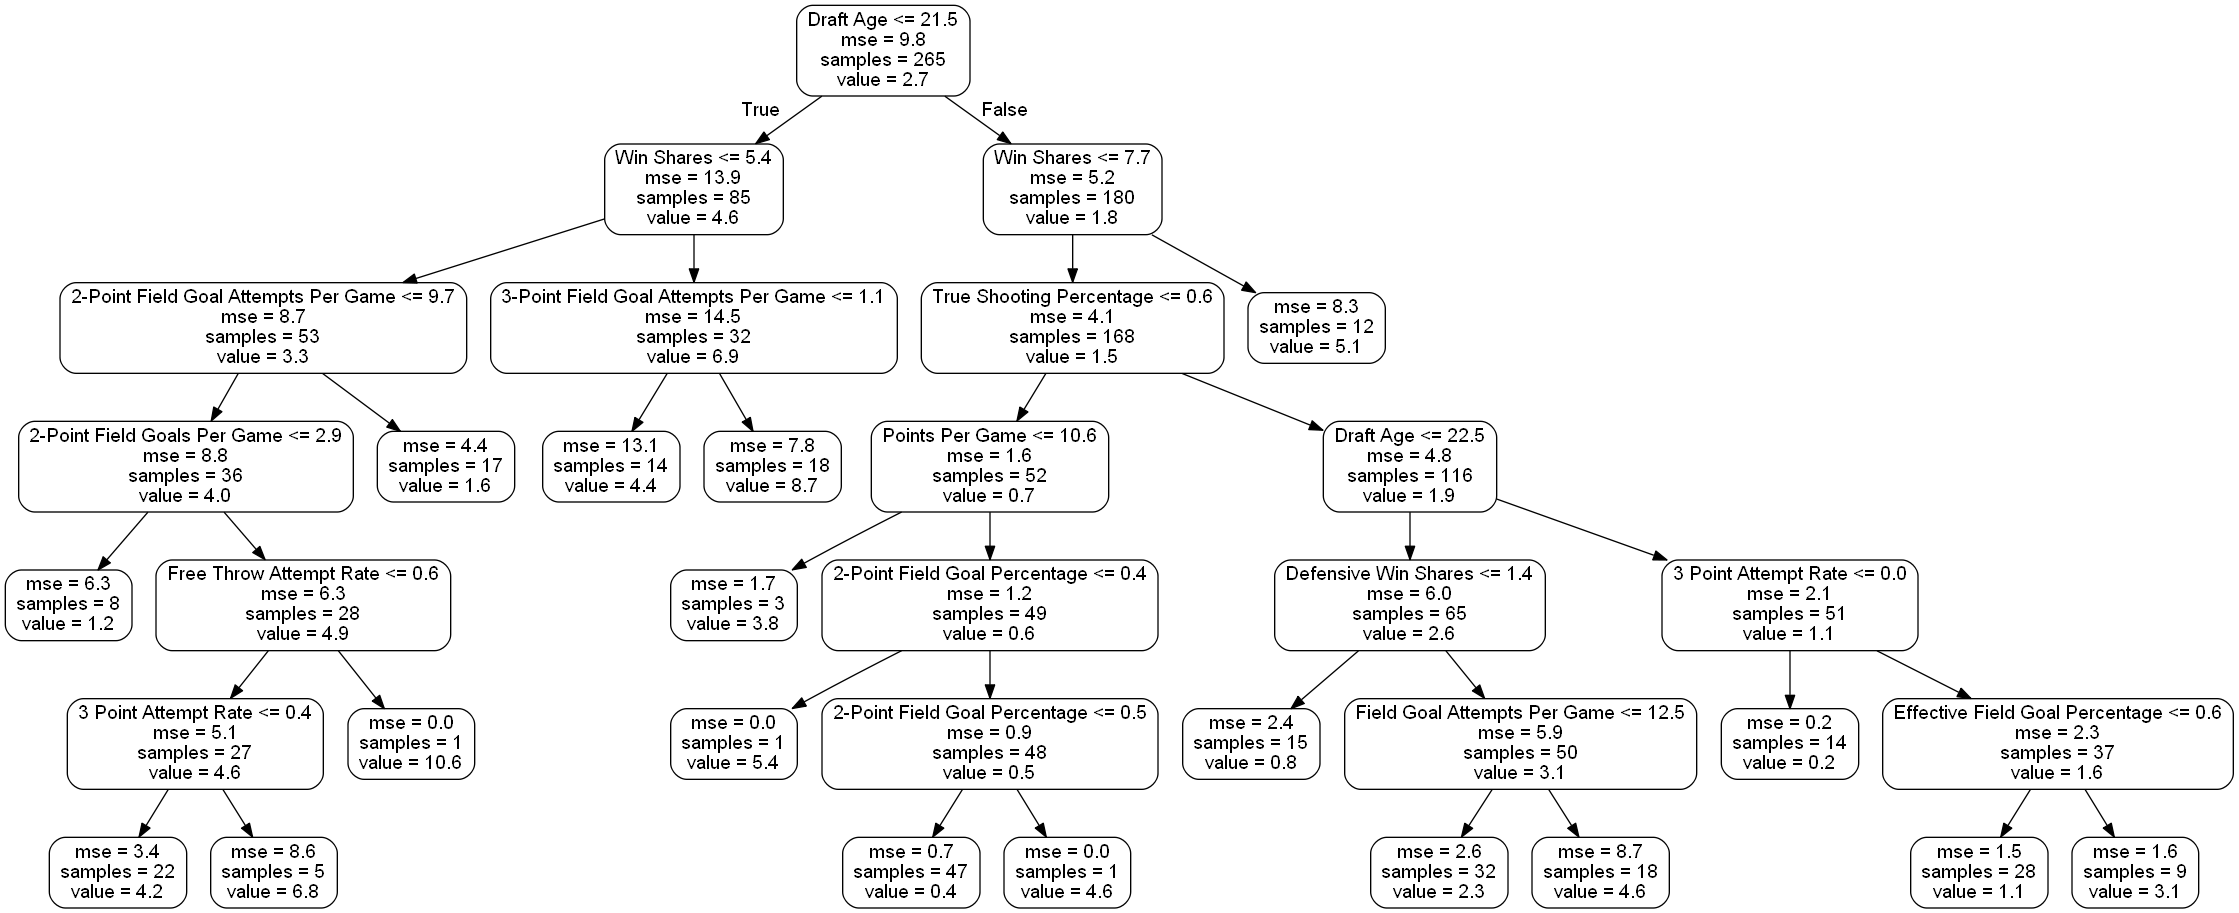 Draft Age <= 21.5
mse = 9.8
samples = 265
value = 2.7
True
False
Win Shares <= 5.4
mse = 13.9
samples = 85
value = 4.6
Win Shares <= 7.7
mse = 5.2
samples = 180
value = 1.8
2-Point Field Goal Attempts Per Game <= 9.7
mse = 8.7
samples = 53
value = 3.3
3-Point Field Goal Attempts Per Game <= 1.1
mse = 14.5
samples = 32
value = 6.9
True Shooting Percentage <= 0.6
mse = 4.1
samples = 168
value = 1.5
mse = 8.3
samples = 12
value = 5.1
2-Point Field Goals Per Game <= 2.9
mse = 8.8
samples = 36
value = 4.0
mse = 4.4
samples = 17
value = 1.6
mse = 13.1
samples = 14
value = 4.4
mse = 7.8
samples = 18
value = 8.7
Points Per Game <= 10.6
mse = 1.6
samples = 52
value = 0.7
Draft Age <= 22.5
mse = 4.8
samples = 116
value = 1.9
mse = 6.3
samples = 8
value = 1.2
Free Throw Attempt Rate <= 0.6
mse = 6.3
samples = 28
value = 4.9
mse = 1.7
samples = 3
value = 3.8
2-Point Field Goal Percentage <= 0.4
mse = 1.2
samples = 49
value = 0.6
Defensive Win Shares <= 1.4
mse = 6.0
samples = 65
value = 2.6
3 Point Attempt Rate <= 0.0
mse = 2.1
samples = 51
value = 1.1
3 Point Attempt Rate <= 0.4
mse = 5.1
samples = 27
value = 4.6
mse = 0.0
samples = 1
value = 10.6
mse = 0.0
samples = 1
value = 5.4
2-Point Field Goal Percentage <= 0.5
mse = 0.9
samples = 48
value = 0.5
mse = 2.4
samples = 15
value = 0.8
Field Goal Attempts Per Game <= 12.5
mse = 5.9
samples = 50
value = 3.1
mse = 0.2
samples = 14
value = 0.2
Effective Field Goal Percentage <= 0.6
mse = 2.3
samples = 37
value = 1.6
mse = 3.4
samples = 22
value = 4.2
mse = 8.6
samples = 5
value = 6.8
mse = 0.7
samples = 47
value = 0.4
mse = 0.0
samples = 1
value = 4.6
mse = 2.6
samples = 32
value = 2.3
mse = 8.7
samples = 18
value = 4.6
mse = 1.5
samples = 28
value = 1.1
mse = 1.6
samples = 9
value = 3.1